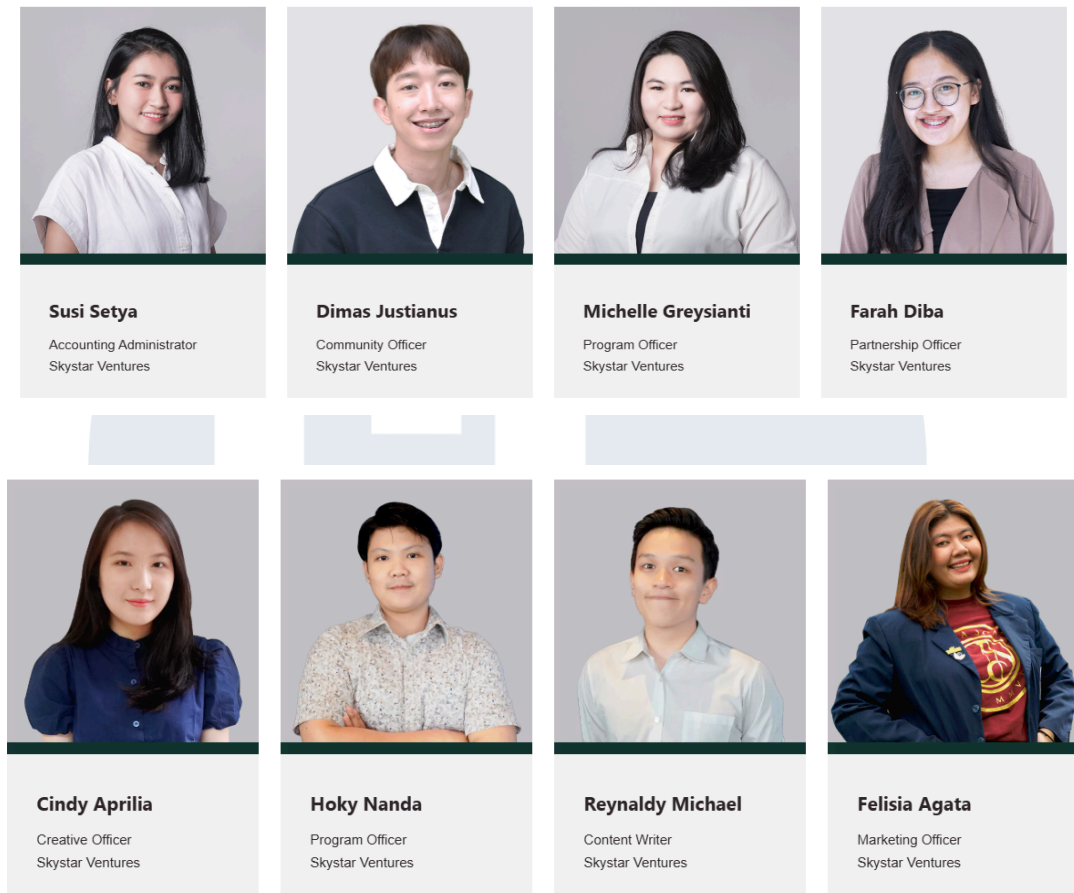 Susi Setya
Accounting Administrator
Skystar Ventures
Dimas Justianus
Community Officer
Skystar Ventures
Michelle Greysianti
Program Officer
Skystar Ventures
Farah Diba
Partnership Officer
Skystar Ventures
Cindy Aprilia
Creative Officer
Skystar Ventures
Hoky Nanda
Program Officer
Skystar Ventures
Reynaldy Michael
Content Writer
Skystar Ventures
Felisia Agata
Marketing Officer
Skystar Ventures